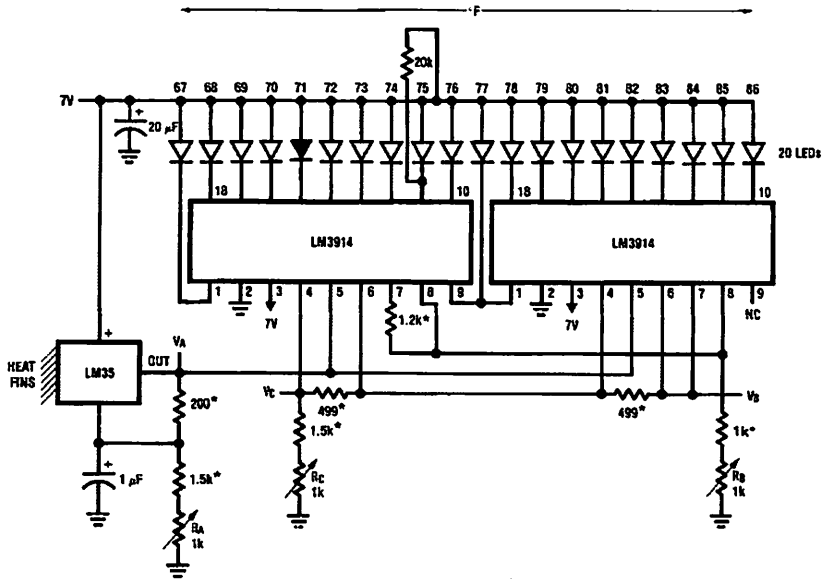 °F
20k
7V
67 68 69 70 71 72 73 74 75 76 77 78 79 80 81 82 83 84 85 86
+
20 μF
20 LEDs
18 10 18 10
LM3914 LM3914
1 2 3 4 5 6 7 8 9 1 2 3 4 5 6 7 8 9
7V 1.2k* 7V NC
+
HEAT FINS
LM35
OUT
VA
200*
VC
499*
499*
VB
1.5k*
1k*
+
1 μF
1.5k*
RC
1k
RB
1k
RA
1k